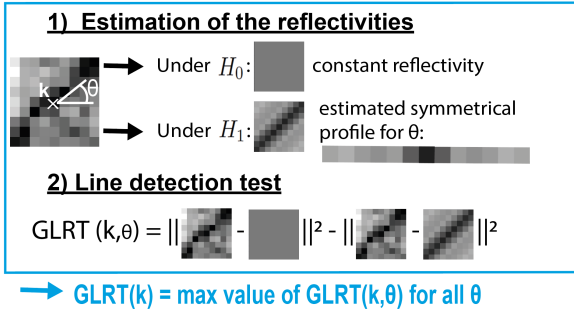 1) Estimation of the reflectivities
k θ
Under H₀: constant reflectivity
Under H₁: estimated symmetrical
profile for θ:
2) Line detection test
GLRT (k,θ) = || - ||² - || - ||²
GLRT(k) = max value of GLRT(k,θ) for all θ